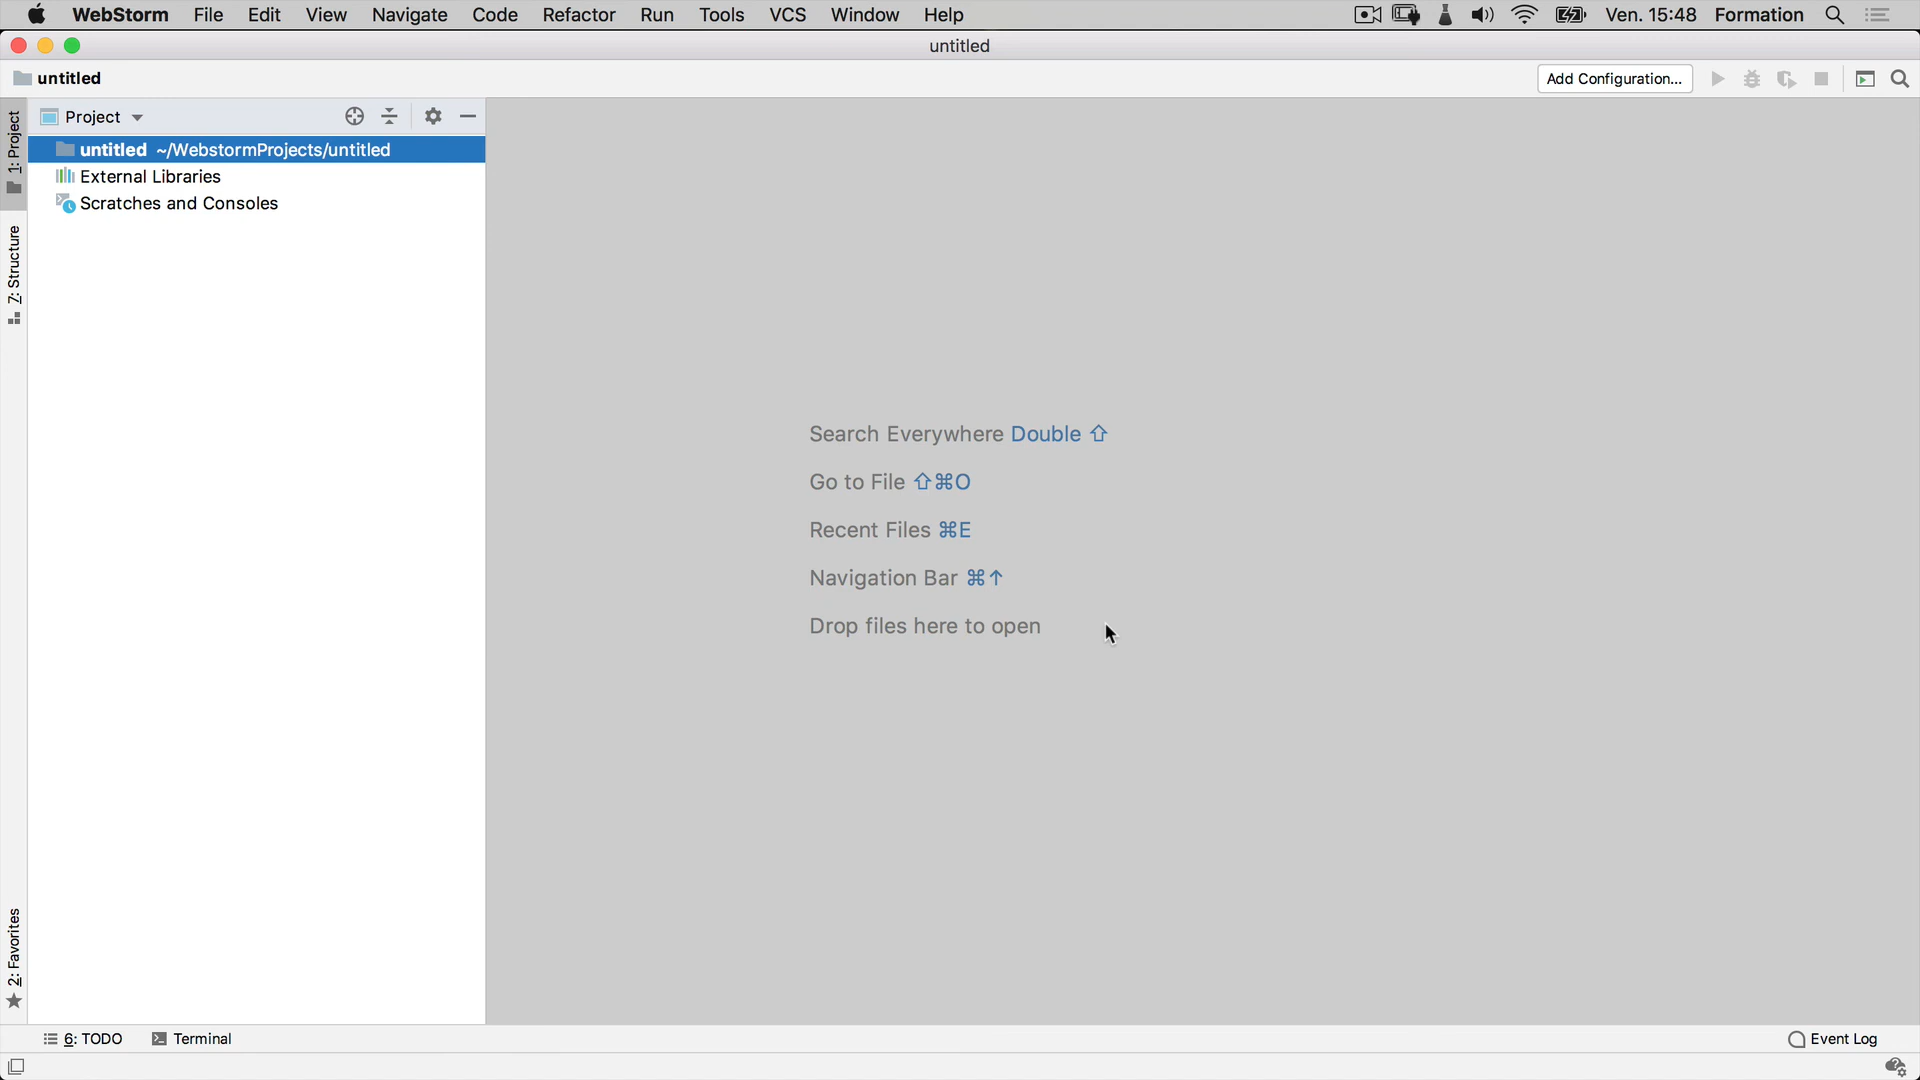 WebStorm File Edit View Navigate Code Refactor Run Tools VCS Window Help Ven. 15:48 Formation
untitled
untitled Add Configuration...
Project
untitled ~/WebstormProjects/untitled
External Libraries
Scratches and Consoles
1: Project
7: Structure
2: Favorites
Search Everywhere Double ⇧
Go to File ⇧⌘O
Recent Files ⌘E
Navigation Bar ⌘↑
Drop files here to open
6: TODO Terminal Event Log